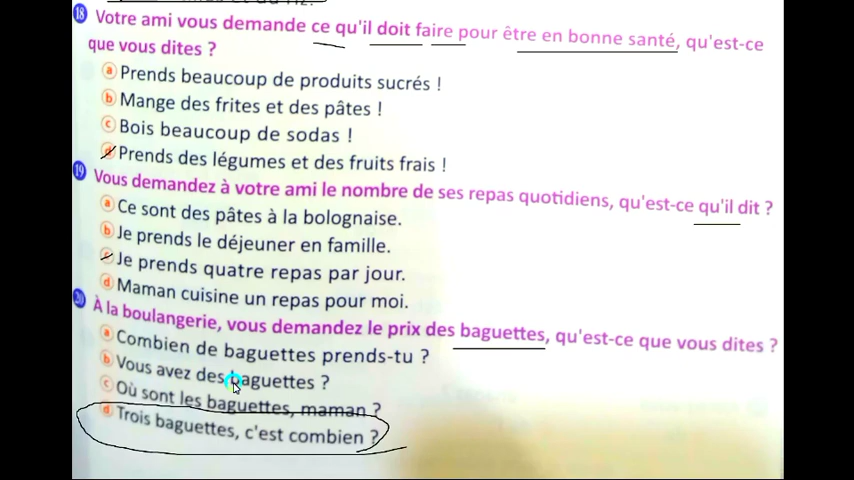 18 Votre ami vous demande ce qu'il doit faire pour être en bonne santé, qu'est-ce
que vous dites ?
a Prends beaucoup de produits sucrés !
b Mange des frites et des pâtes !
c Bois beaucoup de sodas !
d Prends des légumes et des fruits frais !
19 Vous demandez à votre ami le nombre de ses repas quotidiens, qu'est-ce qu'il dit ?
a Ce sont des pâtes à la bolognaise.
b Je prends le déjeuner en famille.
c Je prends quatre repas par jour.
d Maman cuisine un repas pour moi.
20 À la boulangerie, vous demandez le prix des baguettes, qu'est-ce que vous dites ?
a Combien de baguettes prends-tu ?
b Vous avez des baguettes ?
c Où sont les baguettes, maman ?
d Trois baguettes, c'est combien ?